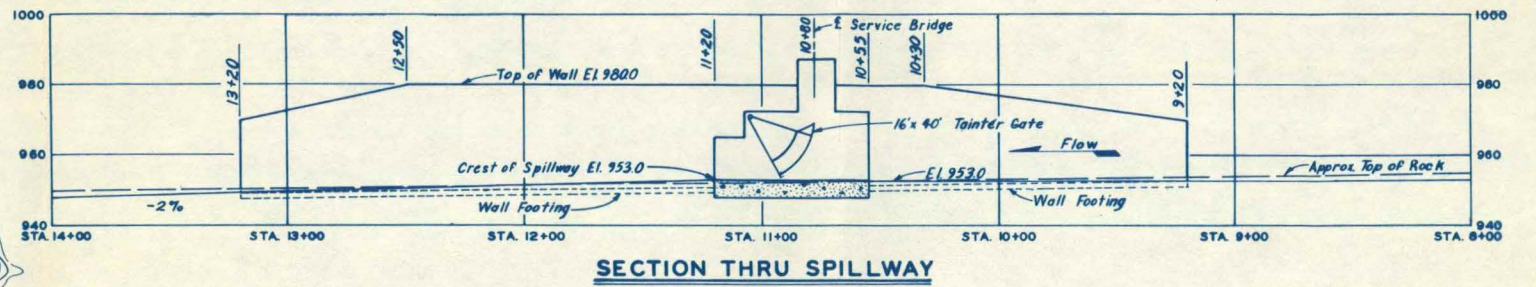 1000
1000
℄ Service Bridge
10+80
11+20
12+50
13+20
10+55
10+30
9+20
980
Top of Wall El. 980.0
980
16'x 40' Tainter Gate
Flow
960
Crest of Spillway El. 953.0
El. 953.0
960
Approx. Top of Rock
-2%
Wall Footing
Wall Footing
940
940
STA. 14+00
STA. 13+00
STA. 12+00
STA. 11+00
STA. 10+00
STA. 9+00
STA. 8+00
SECTION THRU SPILLWAY